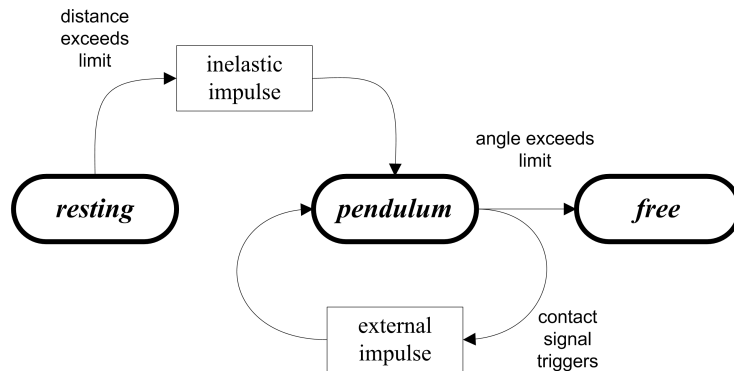 distance
exceeds
limit
inelastic
impulse
angle exceeds
limit
resting
pendulum
free
external
impulse
contact
signal
triggers